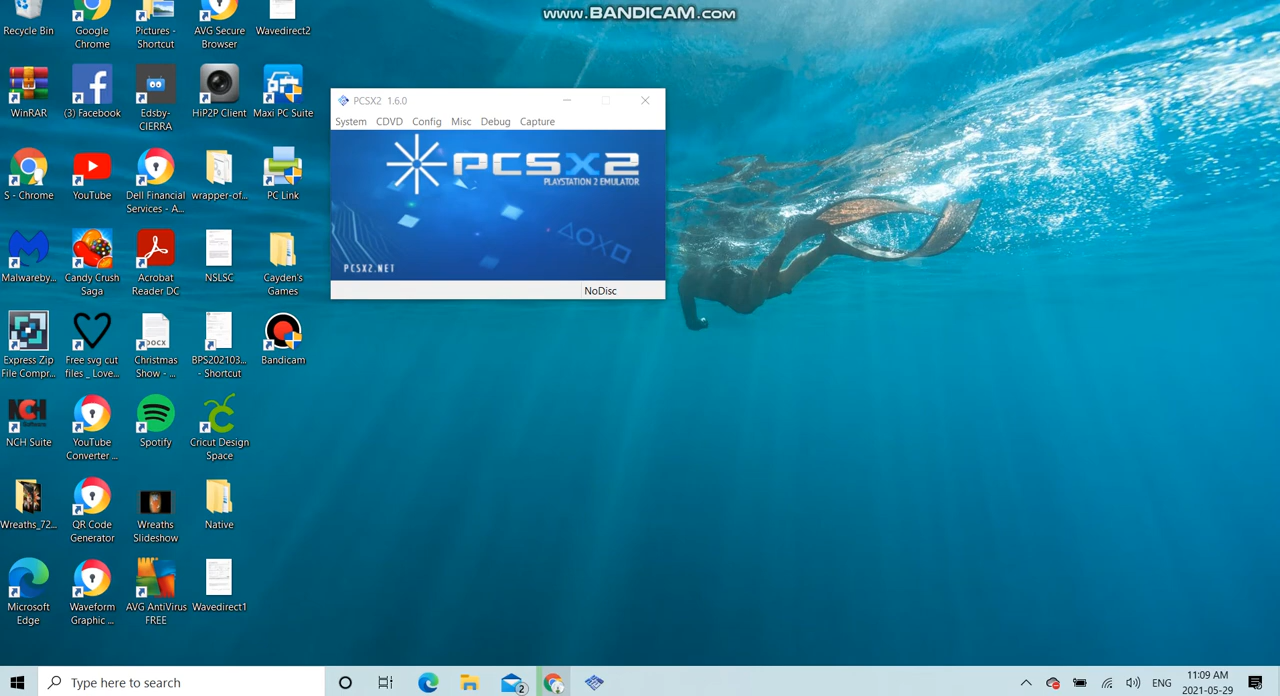 www.BANDICAM.com
Recycle Bin
Google
Chrome
Pictures -
Shortcut
AVG Secure
Browser
Wavedirect2
WinRAR
(3) Facebook
Edsby-
CIERRA
HiP2P Client
Maxi PC Suite
S - Chrome
YouTube
Dell Financial
Services - A...
wrapper-of...
PC Link
Malwareby...
Candy Crush
Saga
Acrobat
Reader DC
NSLSC
Cayden's
Games
Express Zip
File Compr...
Free svg cut
files _ Love...
DOCX
Christmas
Show - ...
BPS202103...
- Shortcut
Bandicam
NCH
NCH Suite
YouTube
Converter ...
Spotify
Cricut Design
Space
Wreaths_72...
QR Code
Generator
Wreaths
Slideshow
Native
Microsoft
Edge
Waveform
Graphic ...
AVG AntiVirus
FREE
Wavedirect1
PCSX2 1.6.0
System CDVD Config Misc Debug Capture
PCSX2
PLAYSTATION 2 EMULATOR
PCSX2.NET
NoDisc
Type here to search
2
ENG
11:09 AM
2021-05-29